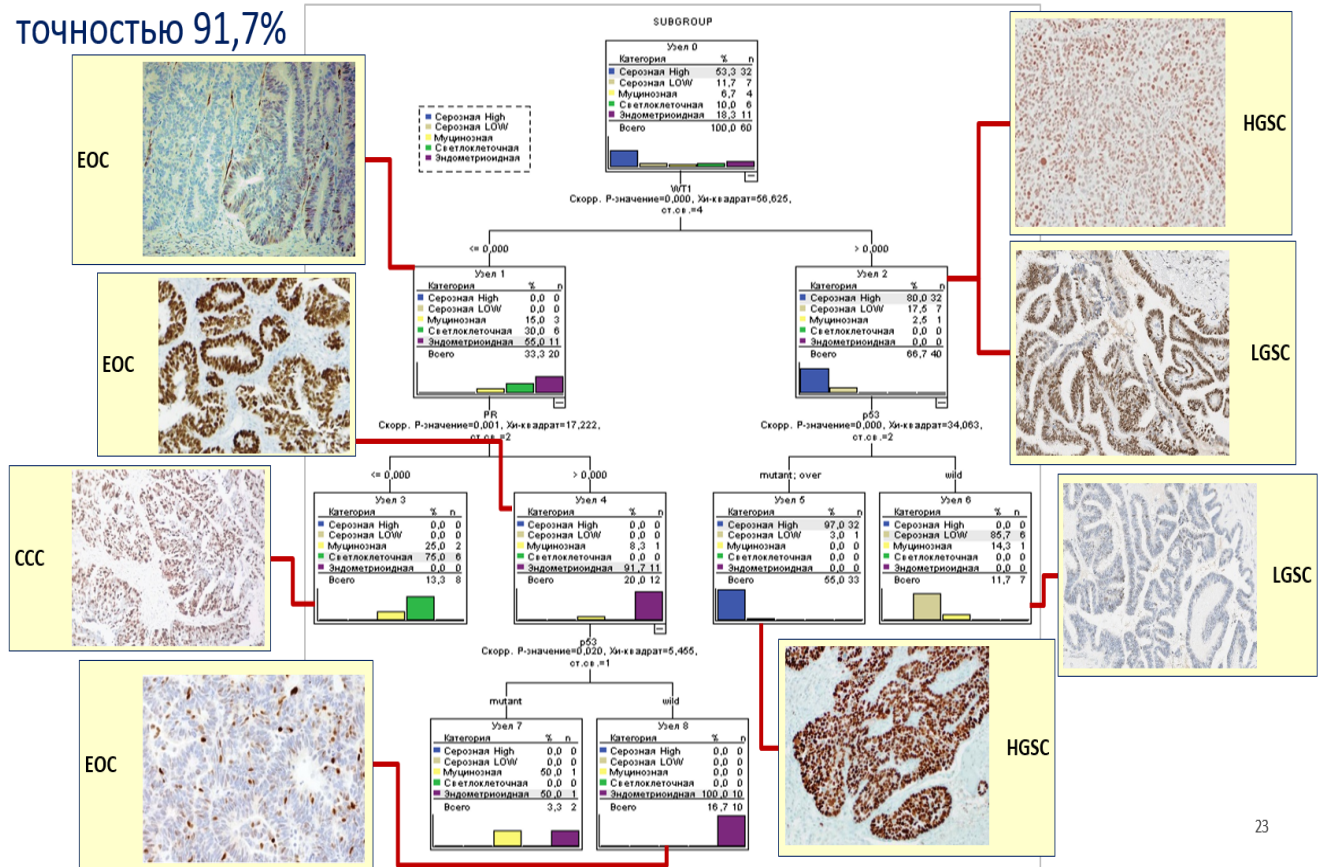 точностью 91,7%
SUBGROUP
Узел 0
Категория % n
Серозная High 53,3 32
Серозная LOW 11,7 7
Муцинозная 6,7 4
Светлоклеточная 10,0 6
Эндометриоидная 18,3 11
Всего 100,0 60
Серозная High
Серозная LOW
Муцинозная
Светлоклеточная
Эндометриоидная
EOC
HGSC
WT1
Скорр. Р-значение=0,000, Хи-квадрат=56,625,
ст.св.=4
<= 0,000
> 0,000
Узел 1
Категория % n
Серозная High 0,0 0
Серозная LOW 0,0 0
Муцинозная 15,0 3
Светлоклеточная 30,0 6
Эндометриоидная 55,0 11
Всего 33,3 20
Узел 2
Категория % n
Серозная High 80,0 32
Серозная LOW 17,5 7
Муцинозная 2,5 1
Светлоклеточная 0,0 0
Эндометриоидная 0,0 0
Всего 66,7 40
EOC
LGSC
PR
Скорр. Р-значение=0,001, Хи-квадрат=17,222,
ст.св.=2
p53
Скорр. Р-значение=0,000, Хи-квадрат=34,063,
ст.св.=2
<= 0,000
> 0,000
mutant; over
wild
Узел 3
Категория % n
Серозная High 0,0 0
Серозная LOW 0,0 0
Муцинозная 25,0 2
Светлоклеточная 75,0 6
Эндометриоидная 0,0 0
Всего 13,3 8
Узел 4
Категория % n
Серозная High 0,0 0
Серозная LOW 0,0 0
Муцинозная 8,3 1
Светлоклеточная 0,0 0
Эндометриоидная 91,7 11
Всего 20,0 12
Узел 5
Категория % n
Серозная High 97,0 32
Серозная LOW 3,0 1
Муцинозная 0,0 0
Светлоклеточная 0,0 0
Эндометриоидная 0,0 0
Всего 55,0 33
Узел 6
Категория % n
Серозная High 0,0 0
Серозная LOW 85,7 6
Муцинозная 14,3 1
Светлоклеточная 0,0 0
Эндометриоидная 0,0 0
Всего 11,7 7
CCC
LGSC
p53
Скорр. Р-значение=0,020, Хи-квадрат=5,455,
ст.св.=1
mutant
wild
Узел 7
Категория % n
Серозная High 0,0 0
Серозная LOW 0,0 0
Муцинозная 50,0 1
Светлоклеточная 0,0 0
Эндометриоидная 50,0 1
Всего 3,3 2
Узел 8
Категория % n
Серозная High 0,0 0
Серозная LOW 0,0 0
Муцинозная 0,0 0
Светлоклеточная 0,0 0
Эндометриоидная 100,0 10
Всего 16,7 10
EOC
HGSC
23